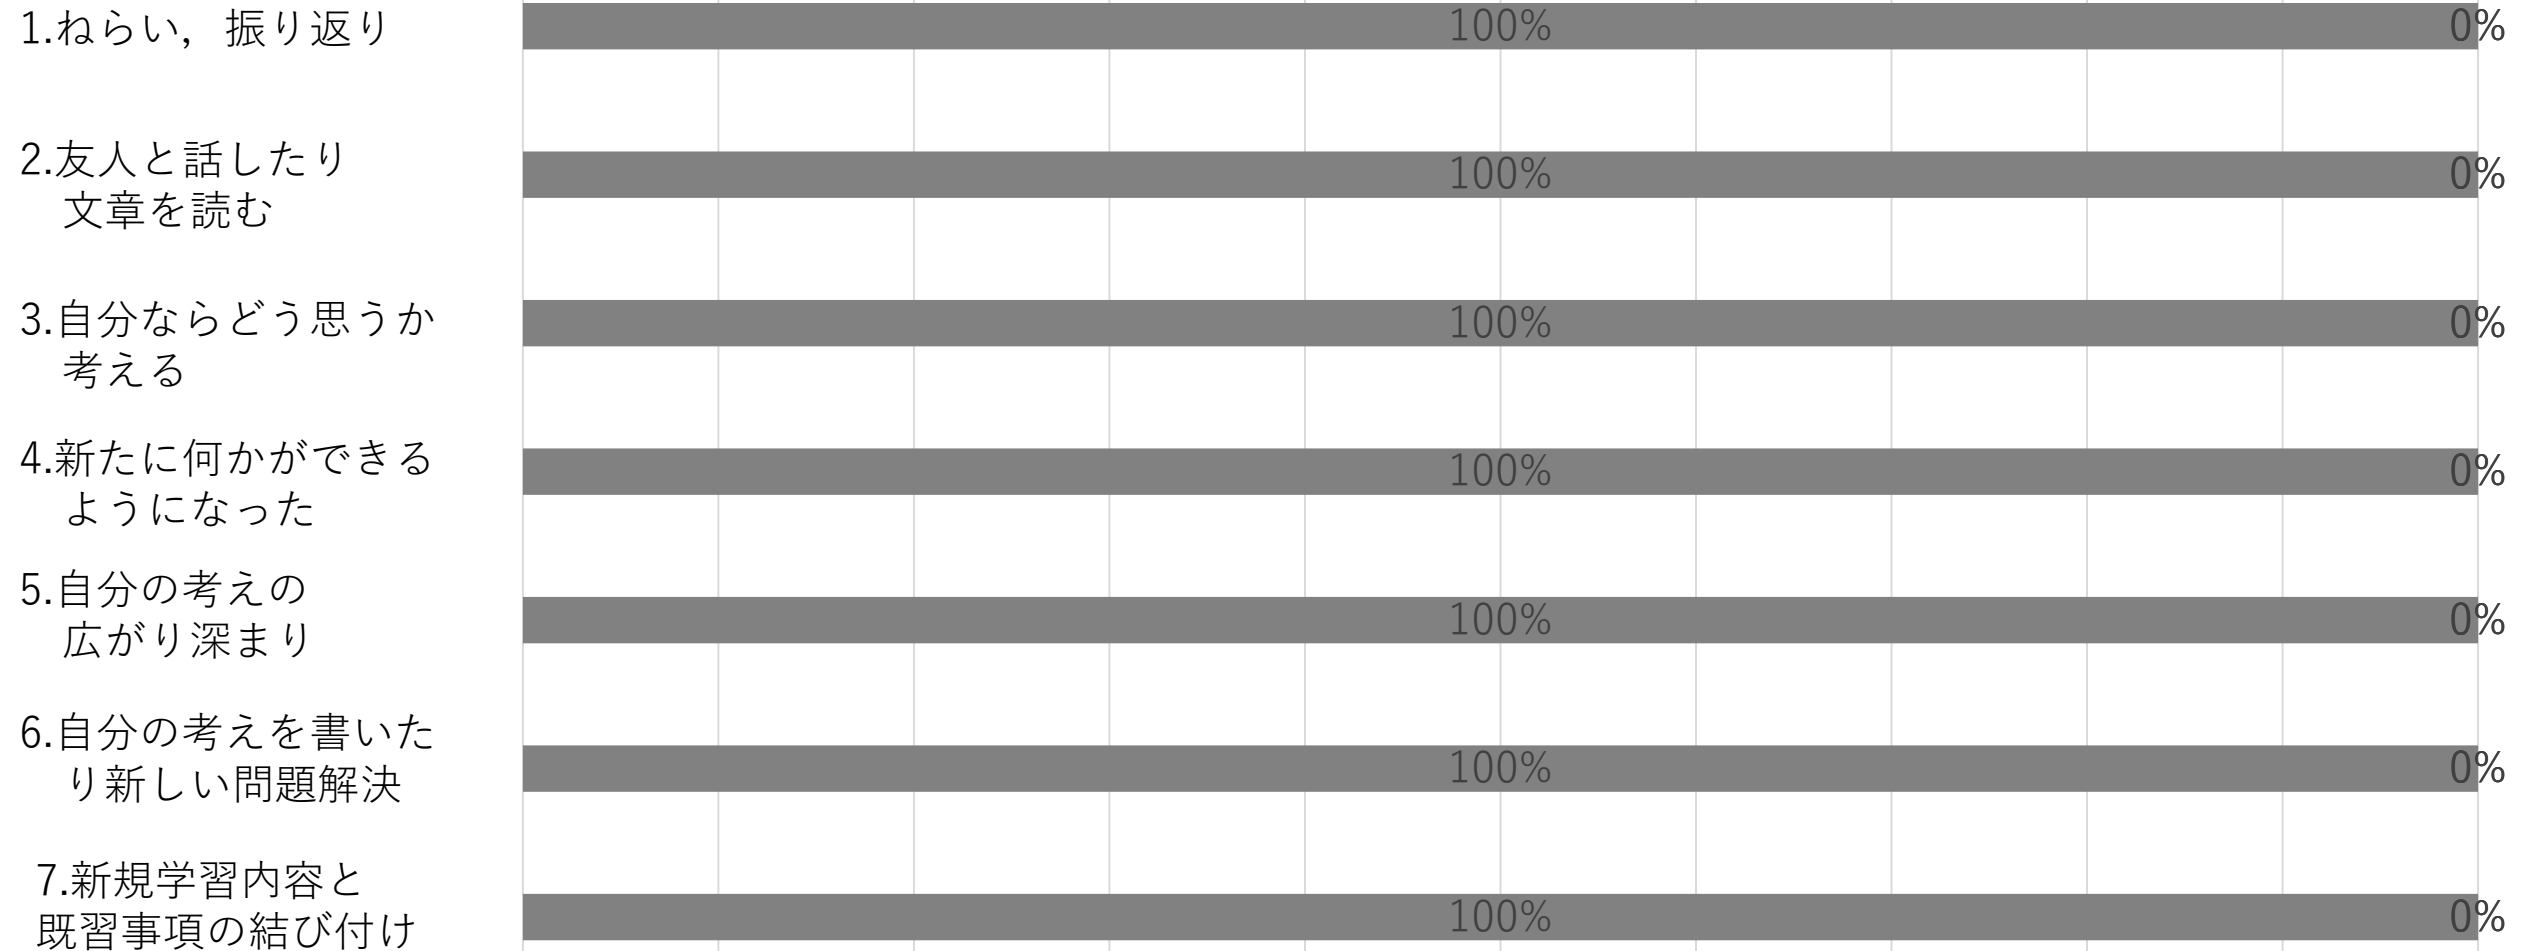 1.ねらい，振り返り
100%
0%
2.友人と話したり
文章を読む
100%
0%
3.自分ならどう思うか
考える
100%
0%
4.新たに何かができる
ようになった
100%
0%
5.自分の考えの
広がり深まり
100%
0%
6.自分の考えを書いた
り新しい問題解決
100%
0%
7.新規学習内容と
既習事項の結び付け
100%
0%